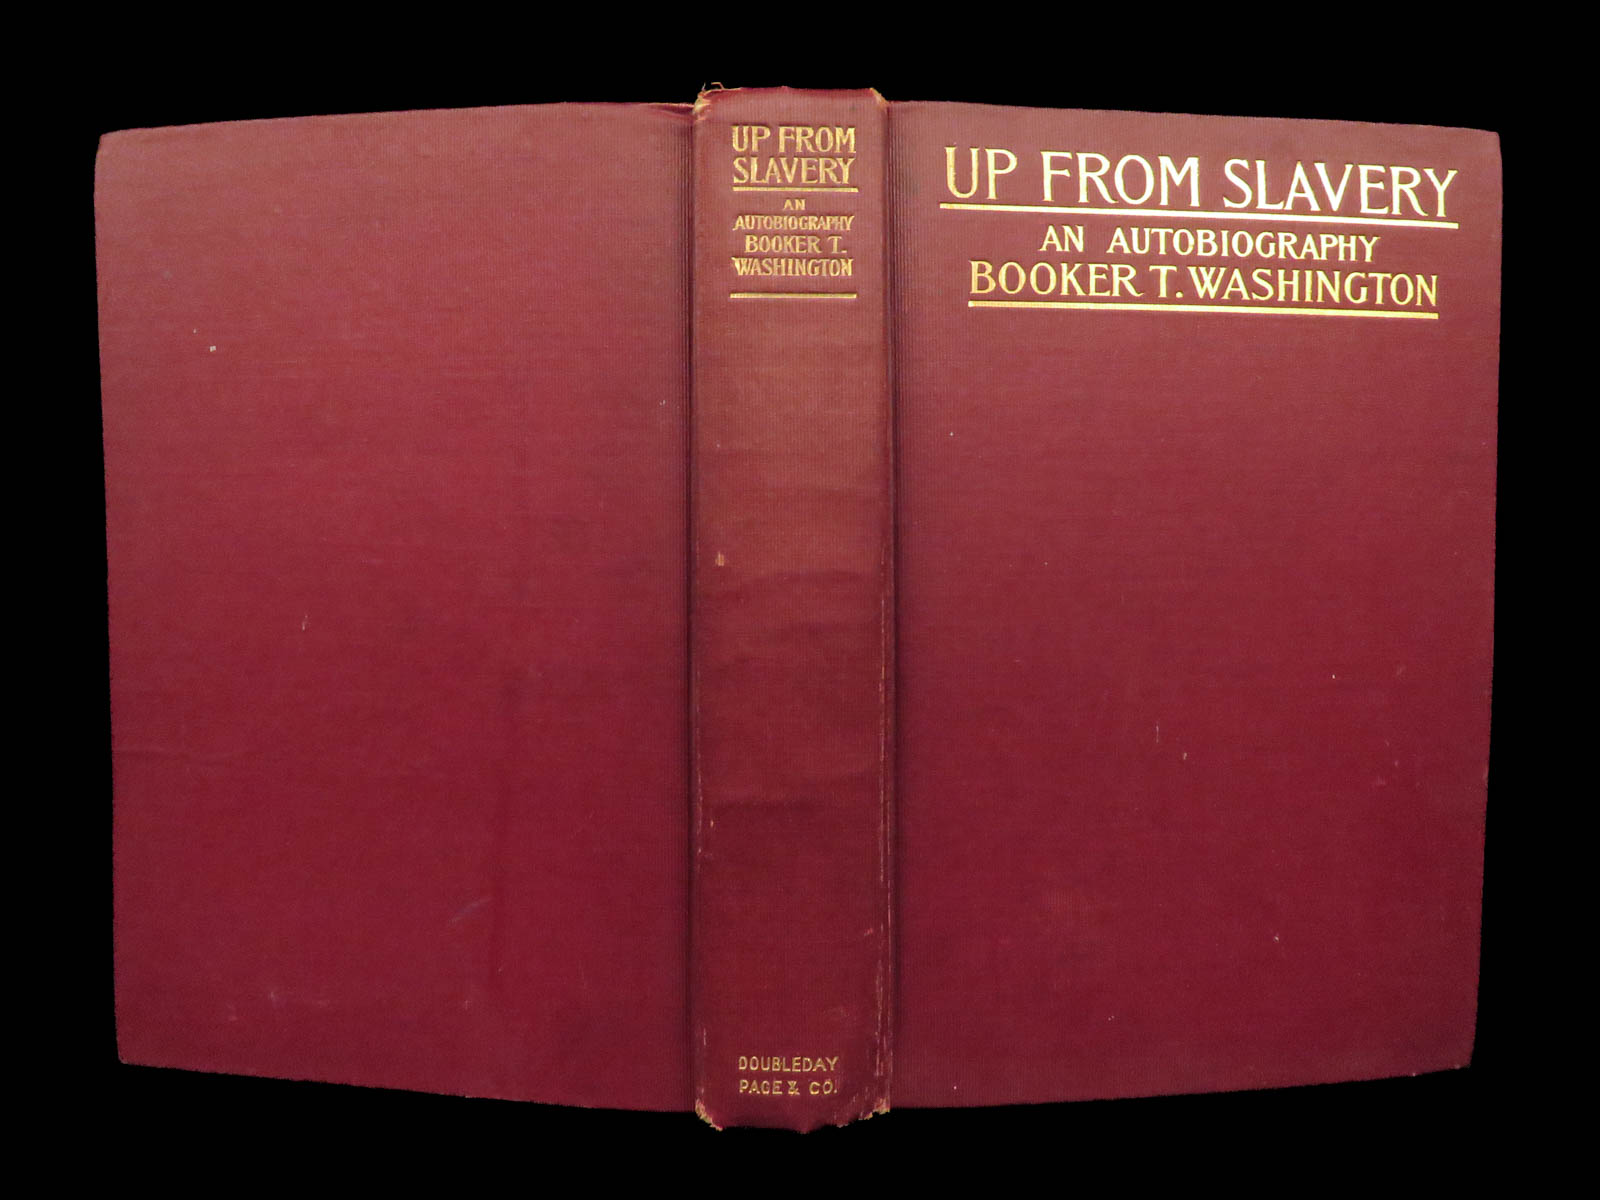 UP FROM
SLAVERY
AN
AUTOBIOGRAPHY
BOOKER T.
WASHINGTON
DOUBLEDAY
PAGE & CO.
UP FROM SLAVERY
AN AUTOBIOGRAPHY
BOOKER T. WASHINGTON